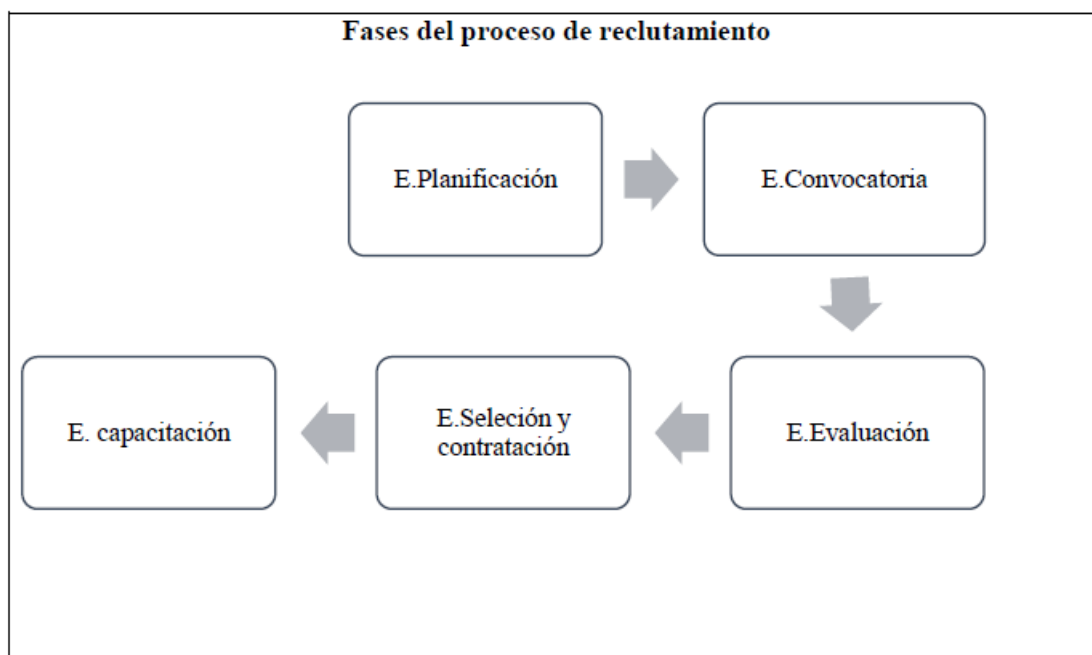 Fases del proceso de reclutamiento
E.Planificación
E.Convocatoria
E.Evaluación
E.Seleción y
contratación
E. capacitación